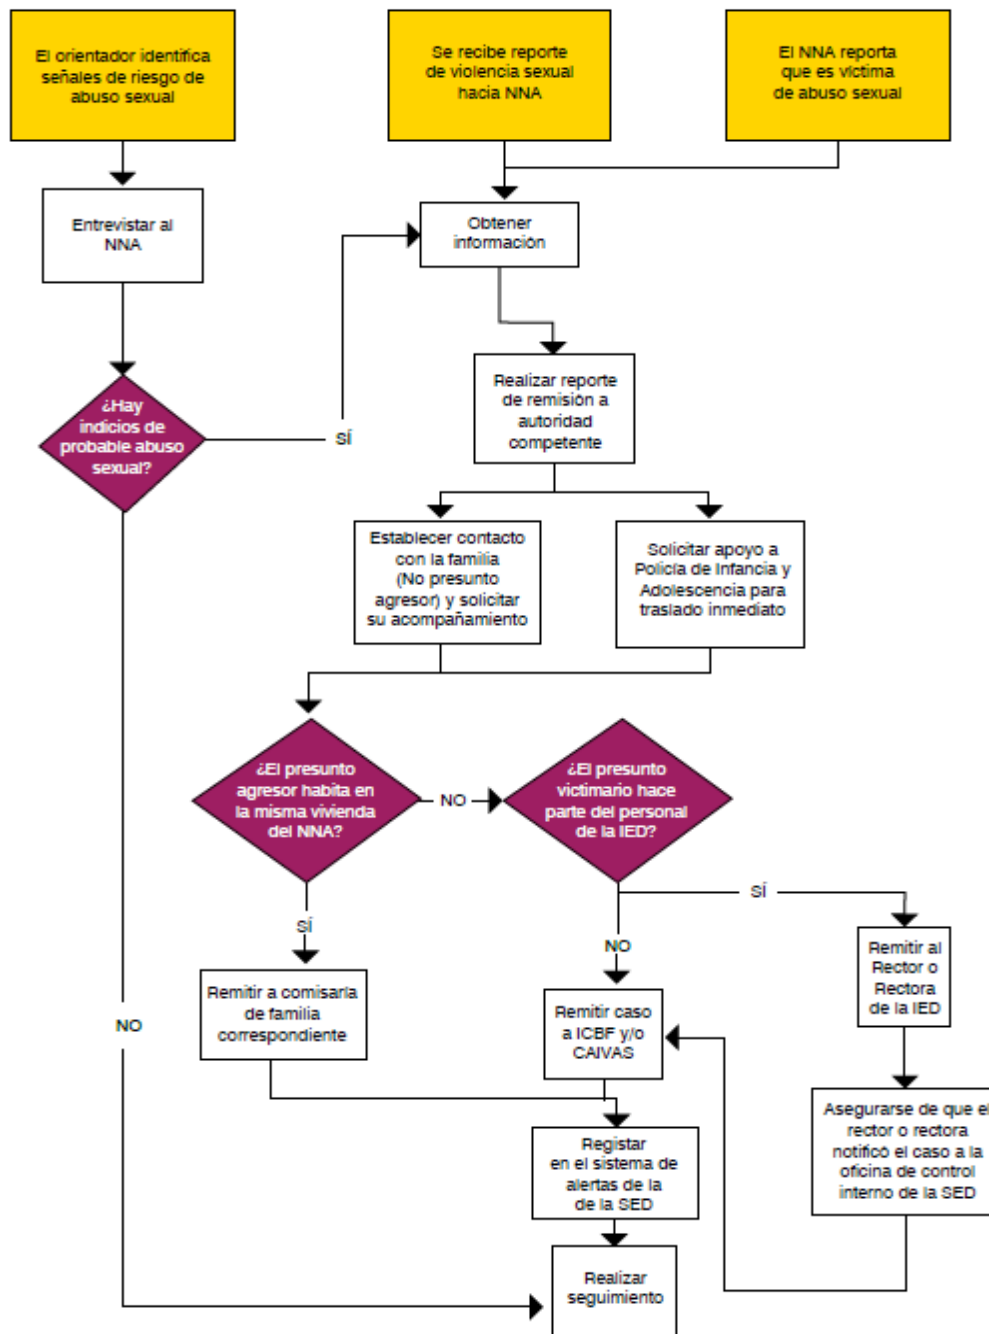 El orientador identifica
señales de riesgo de
abuso sexual
Se recibe reporte
de violencia sexual
hacia NNA
El NNA reporta
que es víctima
de abuso sexual
Entrevistar al
NNA
Obtener
información
¿Hay
indicios de
probable abuso
sexual?
SÍ
Realizar reporte
de remisión a
autoridad
competente
Establecer contacto
con la familia
(No presunto
agresor) y solicitar
su acompañamiento
Solicitar apoyo a
Policía de Infancia y
Adolescencia para
traslado inmediato
¿El presunto
agresor habita en
la misma vivienda
del NNA?
NO
¿El presunto
victimario hace
parte del personal
de la IED?
SÍ
SÍ
NO
Remitir al
Rector o
Rectora
de la IED
Remitir a comisaría
de familia
correspondiente
Remitir caso
a ICBF y/o
CAIVAS
NO
Asegurarse de que el
rector o rectora
notificó el caso a la
oficina de control
interno de la SED
Registar
en el sistema de
alertas de la
de la SED
Realizar
seguimiento